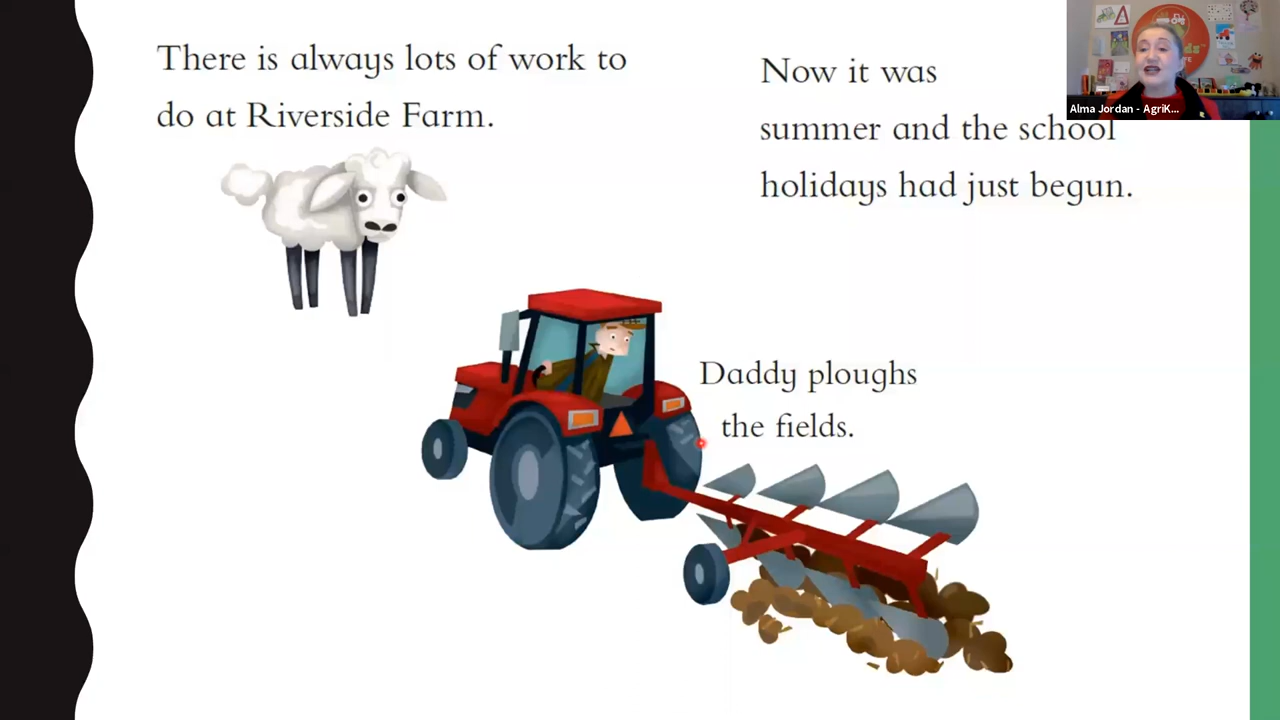 There is always lots of work to
do at Riverside Farm.
Now it was
summer and the school
holidays had just begun.
Daddy ploughs
the fields.
Alma Jordan - AgriK...